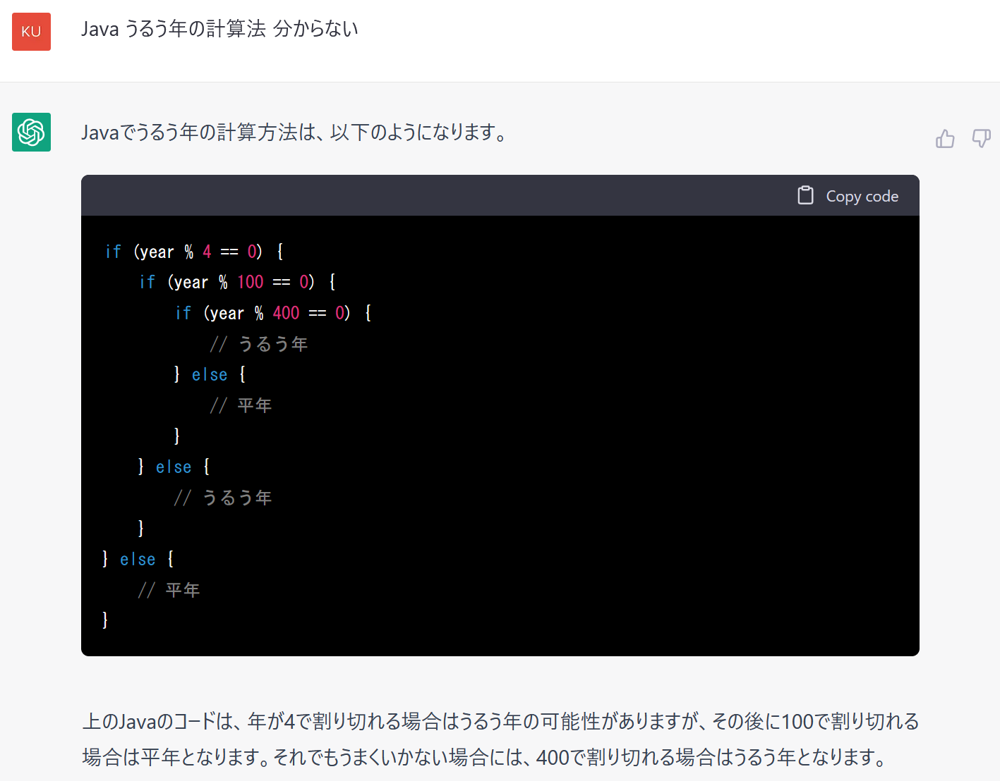 KU
Java うるう年の計算法 分からない
Javaでうるう年の計算方法は、以下のようになります。
Copy code
if (year % 4 == 0) {
    if (year % 100 == 0) {
        if (year % 400 == 0) {
            // うるう年
        } else {
            // 平年
        }
    } else {
        // うるう年
    }
} else {
    // 平年
}
上のJavaのコードは、年が4で割り切れる場合はうるう年の可能性がありますが、その後に100で割り切れる
場合は平年となります。それでもうまくいかない場合には、400で割り切れる場合はうるう年となります。